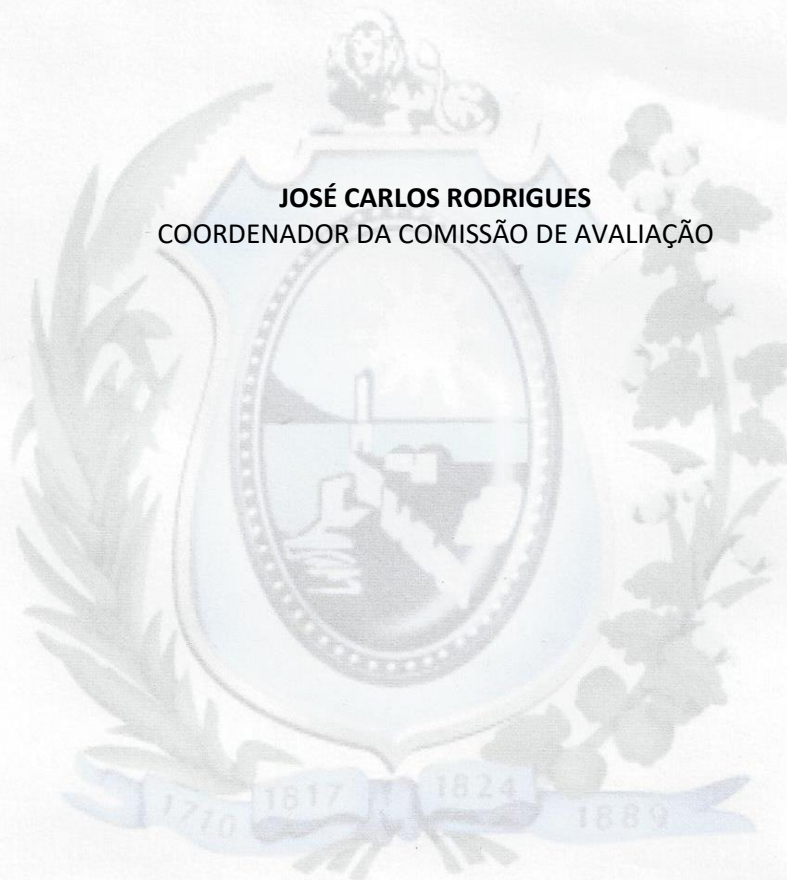 JOSÉ CARLOS RODRIGUES
COORDENADOR DA COMISSÃO DE AVALIAÇÃO
1710
1817
1824
1889